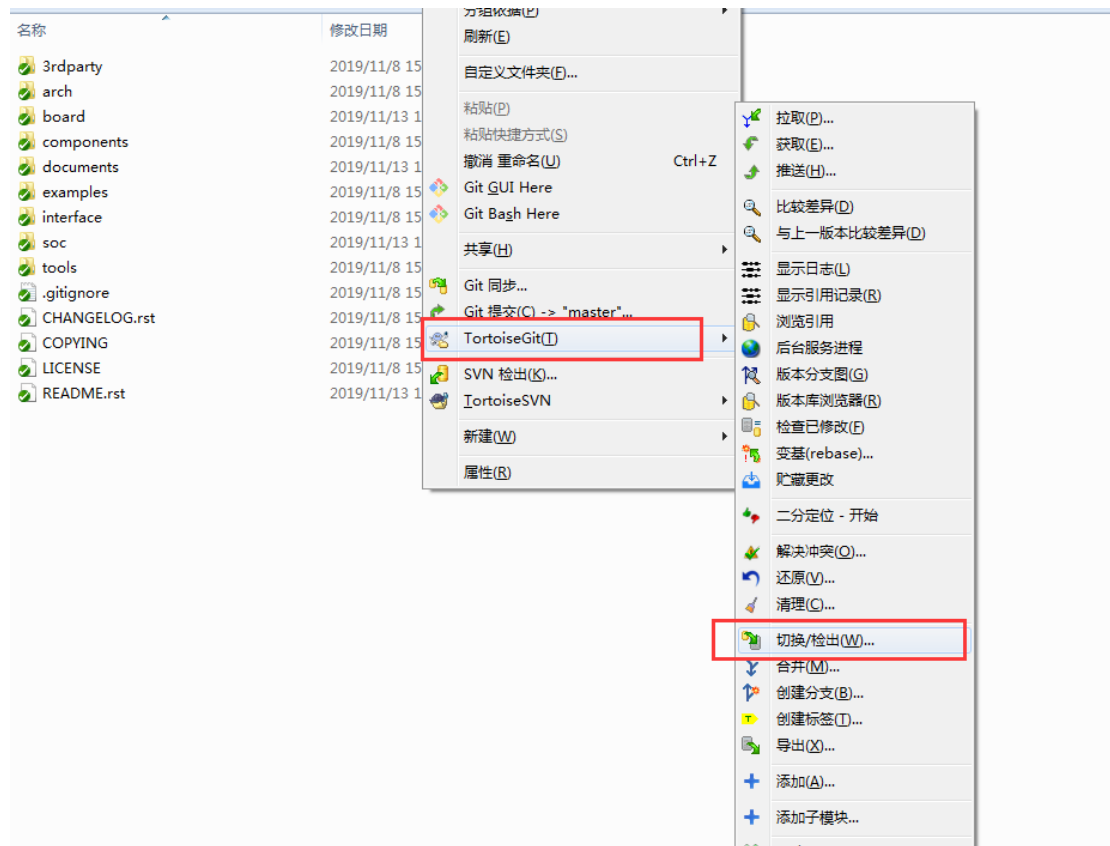 名称 修改日期
3rdparty 2019/11/8 15
arch 2019/11/8 15
board 2019/11/13 1
components 2019/11/8 15
documents 2019/11/13 1
examples 2019/11/8 15
interface 2019/11/8 15
soc 2019/11/13 1
tools 2019/11/8 15
.gitignore 2019/11/8 15
CHANGELOG.rst 2019/11/8 15
COPYING 2019/11/8 15
LICENSE 2019/11/8 15
README.rst 2019/11/13 1
分组依据(P)
刷新(E)
自定义文件夹(F)...
粘贴(P)
粘贴快捷方式(S)
撤消 重命名(U) Ctrl+Z
Git GUI Here
Git Bash Here
共享(H)
Git 同步...
Git 提交(C) -> "master"...
TortoiseGit(T)
SVN 检出(K)...
TortoiseSVN
新建(W)
属性(R)
拉取(P)...
获取(E)...
推送(H)...
比较差异(D)
与上一版本比较差异(D)
显示日志(L)
显示引用记录(R)
浏览引用
后台服务进程
版本分支图(G)
版本库浏览器(R)
检查已修改(F)
变基(rebase)...
贮藏更改
二分定位 - 开始
解决冲突(O)...
还原(V)...
清理(C)...
切换/检出(W)...
合并(M)...
创建分支(B)...
创建标签(T)...
导出(X)...
添加(A)...
添加子模块...